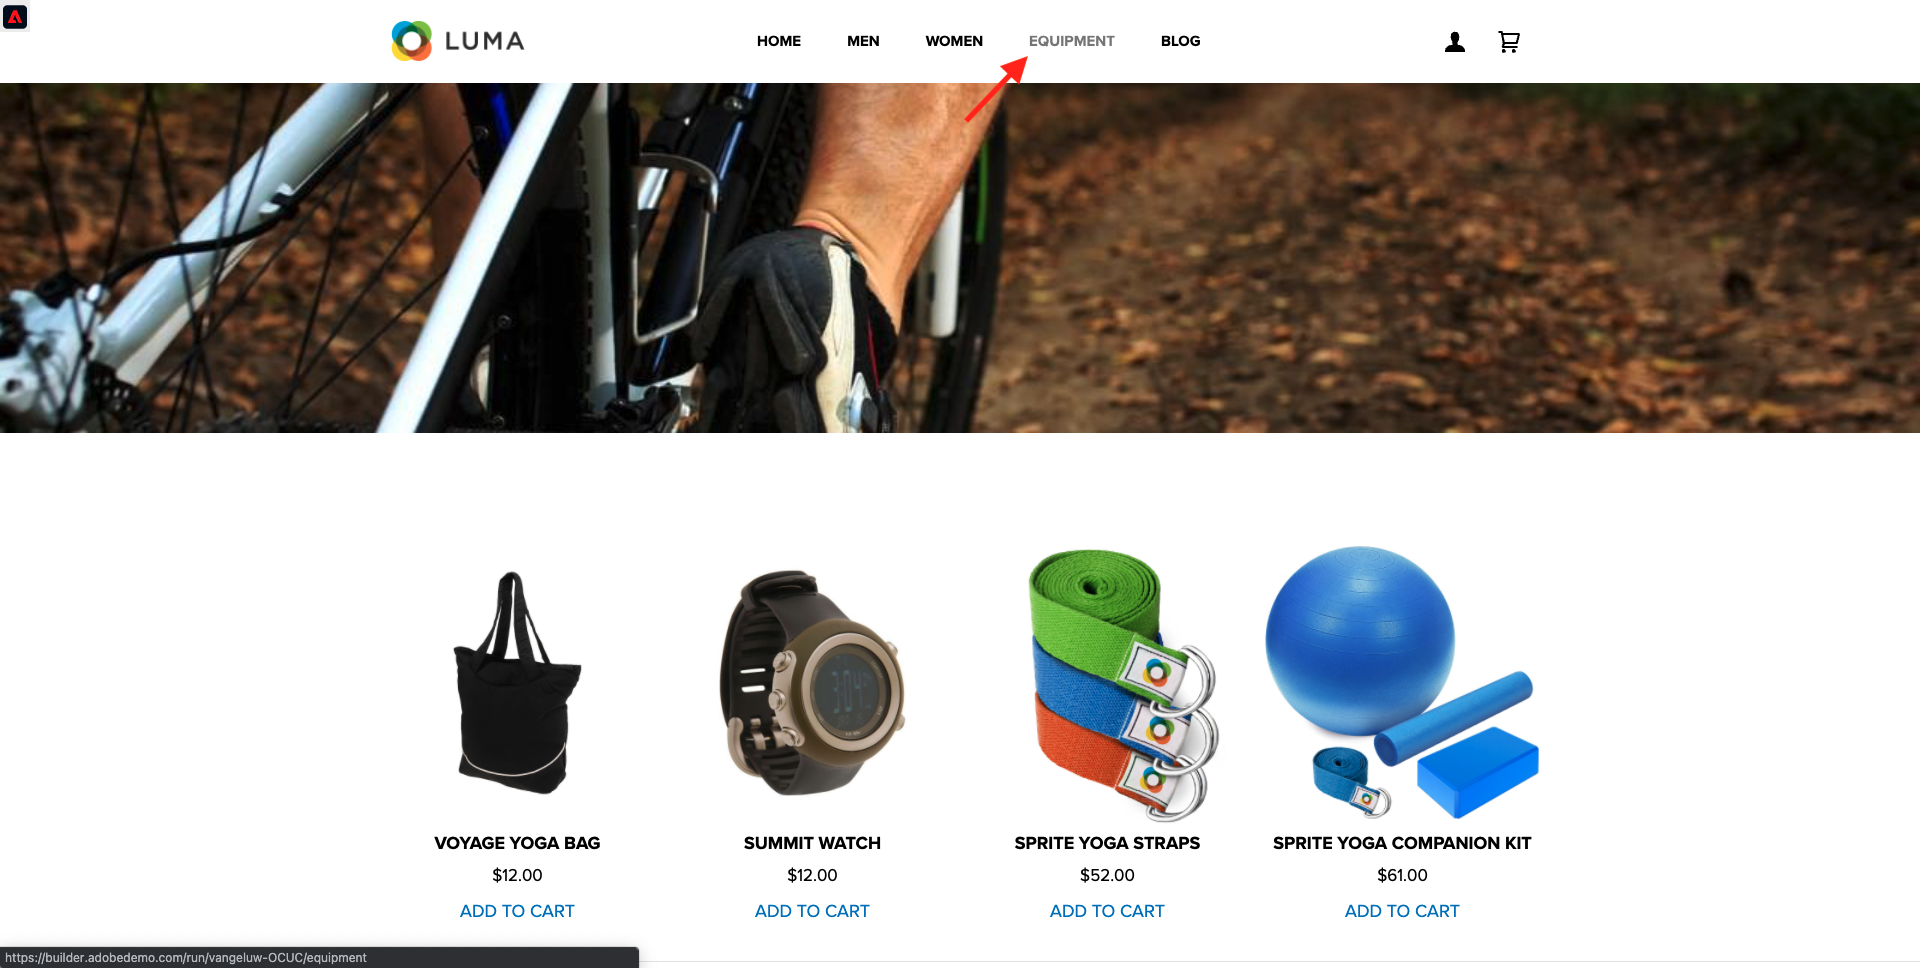 LUMA
HOME MEN WOMEN EQUIPMENT BLOG
3:04
VOYAGE YOGA BAG
$12.00
ADD TO CART
SUMMIT WATCH
$12.00
ADD TO CART
SPRITE YOGA STRAPS
$52.00
ADD TO CART
SPRITE YOGA COMPANION KIT
$61.00
ADD TO CART
https://builder.adobedemo.com/run/vangeluw-OCUC/equipment